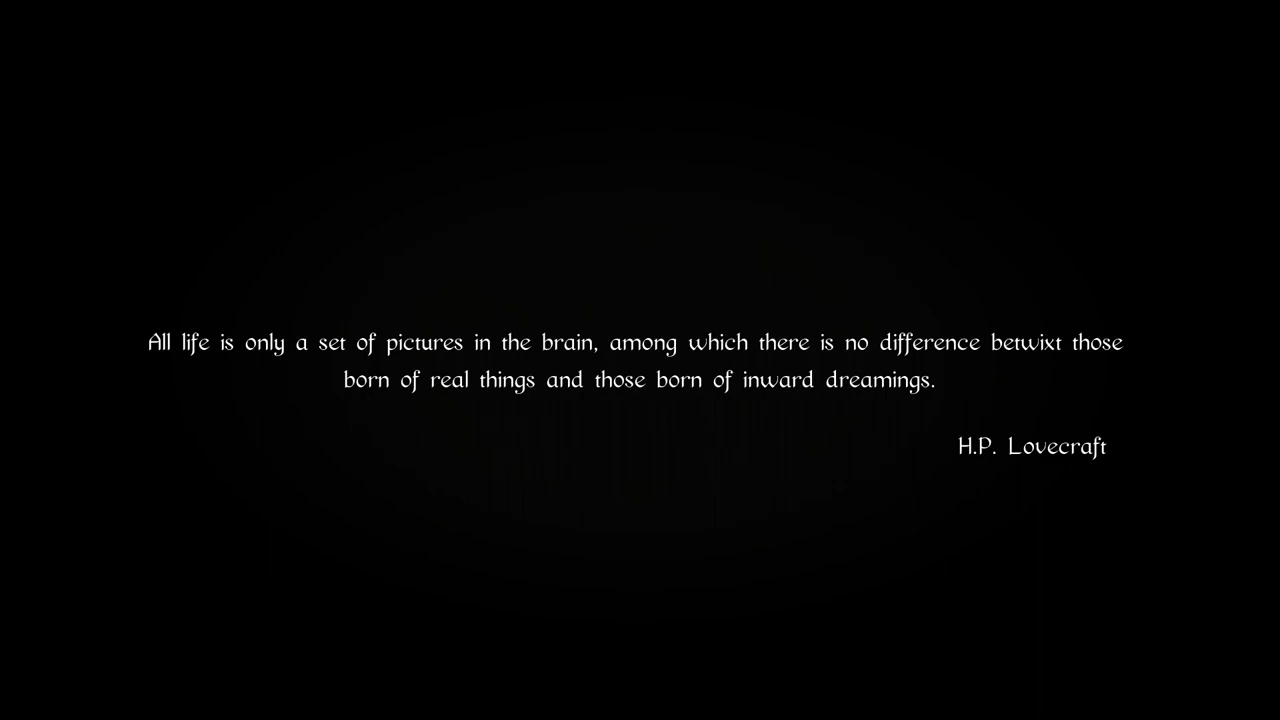 All life is only a set of pictures in the brain, among which there is no difference betwixt those
born of real things and those born of inward dreamings.
H.P. Lovecraft